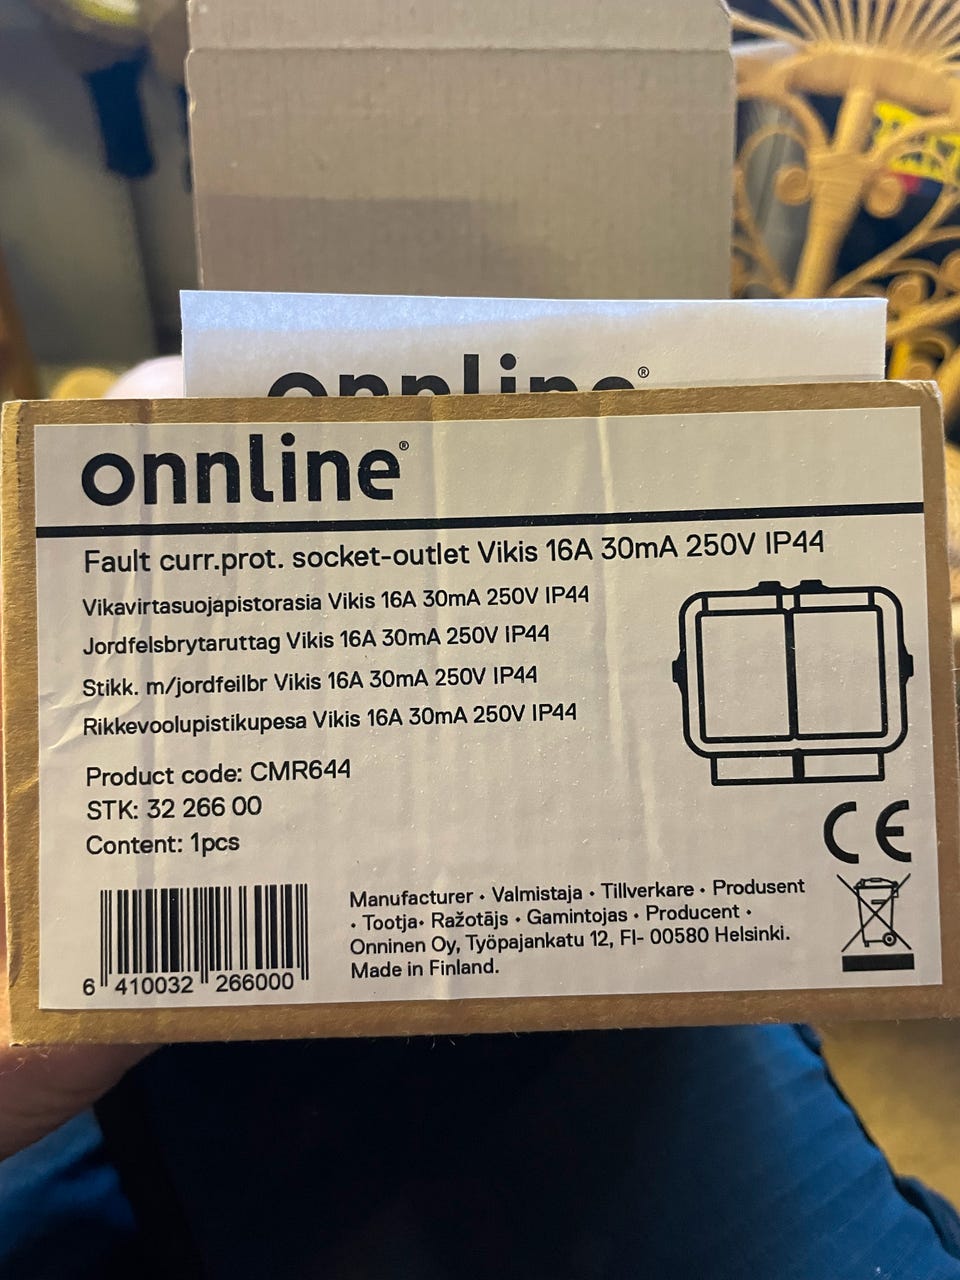 onnline®
onnline®
Fault curr.prot. socket-outlet Vikis 16A 30mA 250V IP44
Vikavirtasuojapistorasia Vikis 16A 30mA 250V IP44
Jordfelsbrytaruttag Vikis 16A 30mA 250V IP44
Stikk. m/jordfeilbr Vikis 16A 30mA 250V IP44
Rikkevoolupistikupesa Vikis 16A 30mA 250V IP44
Product code: CMR644
STK: 32 266 00
Content: 1pcs
CE
Manufacturer • Valmistaja • Tillverkare • Produsent
• Tootja• Ražotājs • Gamintojas • Producent •
Onninen Oy, Työpajankatu 12, FI- 00580 Helsinki.
Made in Finland.
6 410032 266000